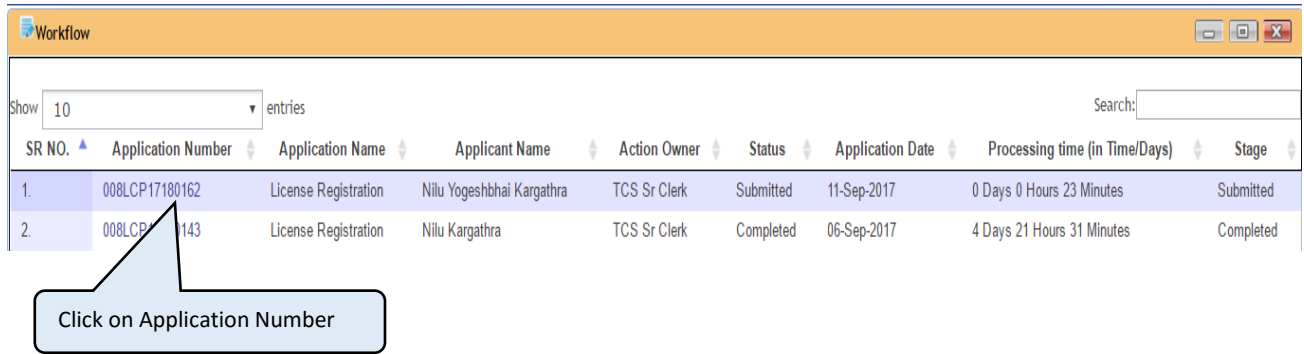 Workflow
Show 10 entries Search:
SR NO. Application Number Application Name Applicant Name Action Owner Status Application Date Processing time (in Time/Days) Stage
1. 008LCP17180162 License Registration Nilu Yogeshbhai Kargathra TCS Sr Clerk Submitted 11-Sep-2017 0 Days 0 Hours 23 Minutes Submitted
2. License Registration Nilu Kargathra TCS Sr Clerk Completed 06-Sep-2017 4 Days 21 Hours 31 Minutes Completed
Click on Application Number